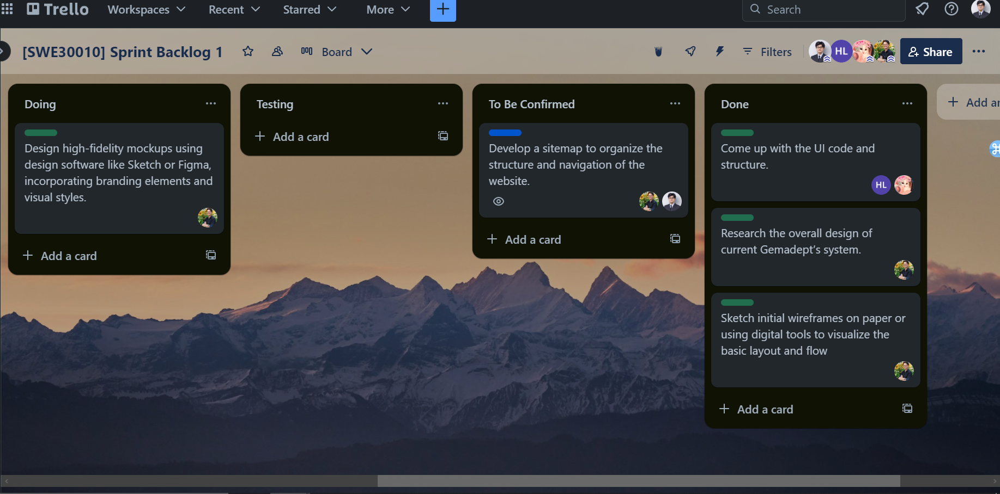 Trello
Workspaces
Recent
Starred
More
Search
[SWE30010] Sprint Backlog 1
Board
Filters
HL
Share
Doing
Design high-fidelity mockups using
design software like Sketch or Figma,
incorporating branding elements and
visual styles.
Add a card
Testing
Add a card
To Be Confirmed
Develop a sitemap to organize the
structure and navigation of the
website.
Add a card
Done
Come up with the UI code and
structure.
HL
Research the overall design of
current Gemadept’s system.
Sketch initial wireframes on paper or
using digital tools to visualize the
basic layout and flow
Add a card
Add